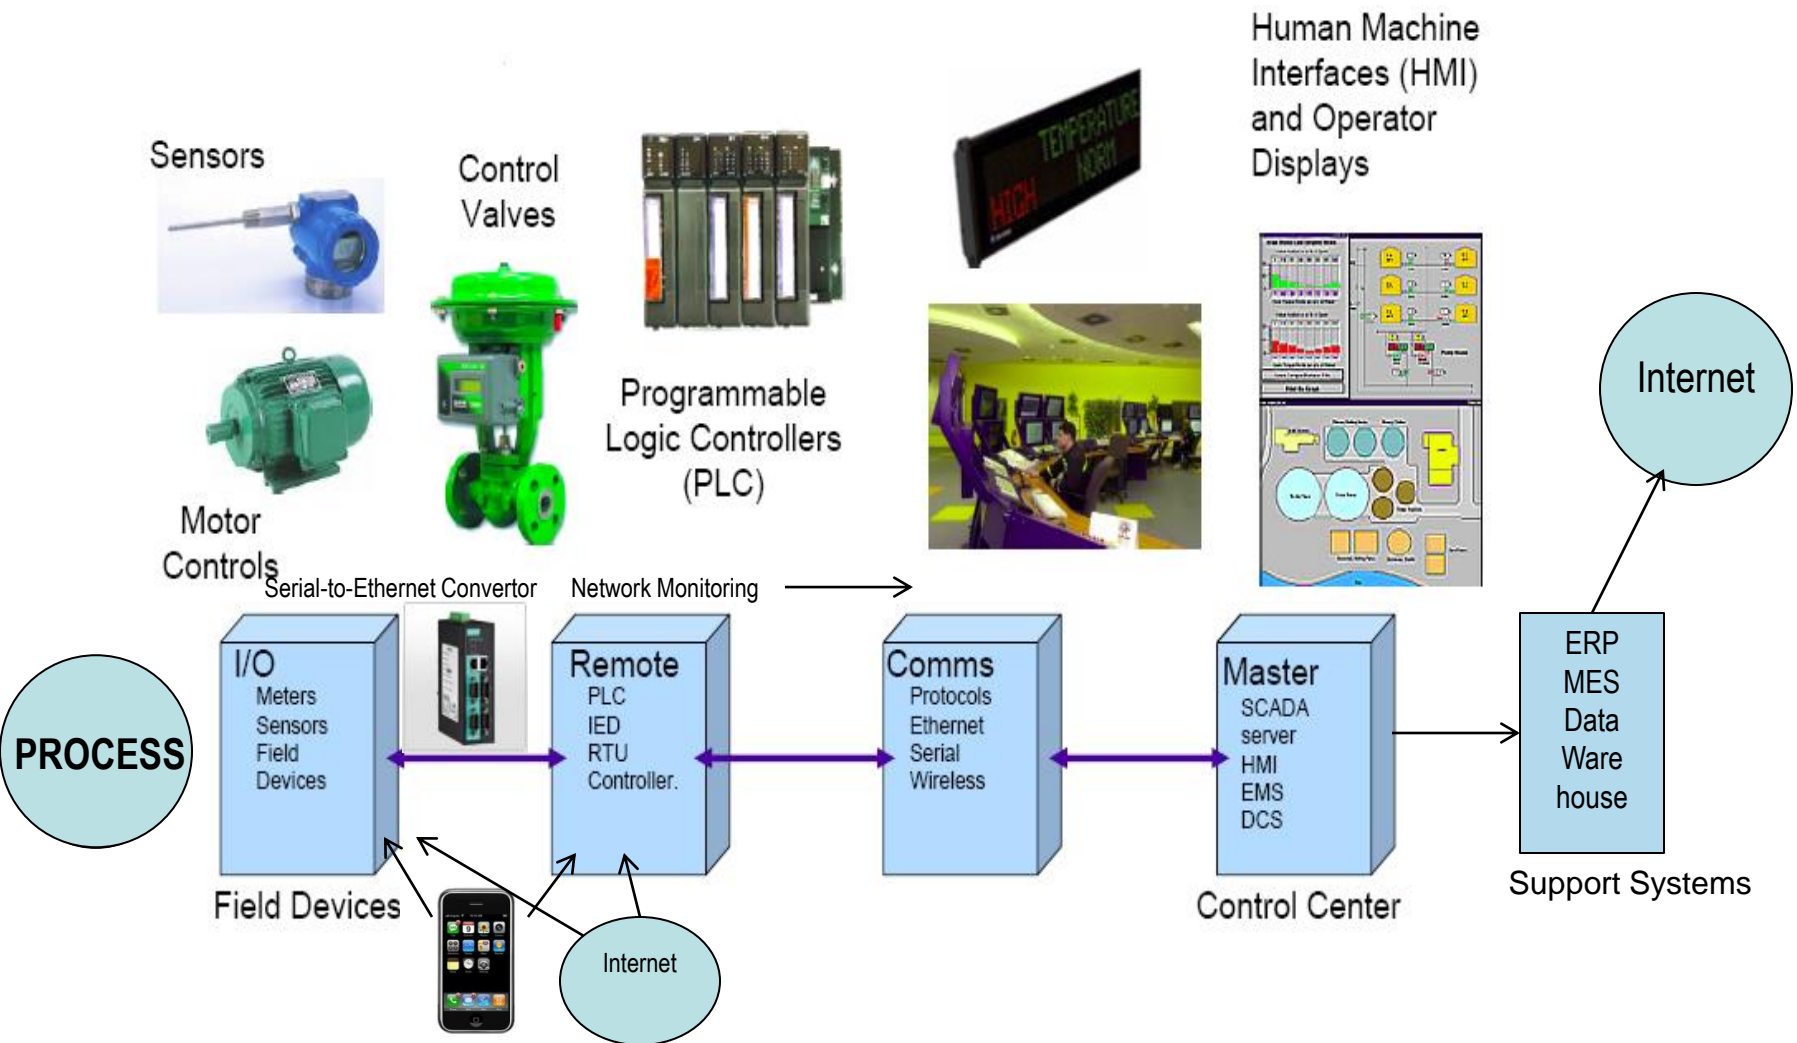 Human Machine
Interfaces (HMI)
and Operator
Displays
Sensors
Control
Valves
TEMPERATURE
NORM
HIGH
Programmable
Logic Controllers
(PLC)
Motor
Controls
Internet
Serial-to-Ethernet Convertor
Network Monitoring
PROCESS
I/O
Meters
Sensors
Field
Devices
Remote
PLC
IED
RTU
Controller.
Comms
Protocols
Ethernet
Serial
Wireless
Master
SCADA
server
HMI
EMS
DCS
ERP
MES
Data
Ware
house
Field Devices
Control Center
Support Systems
Internet